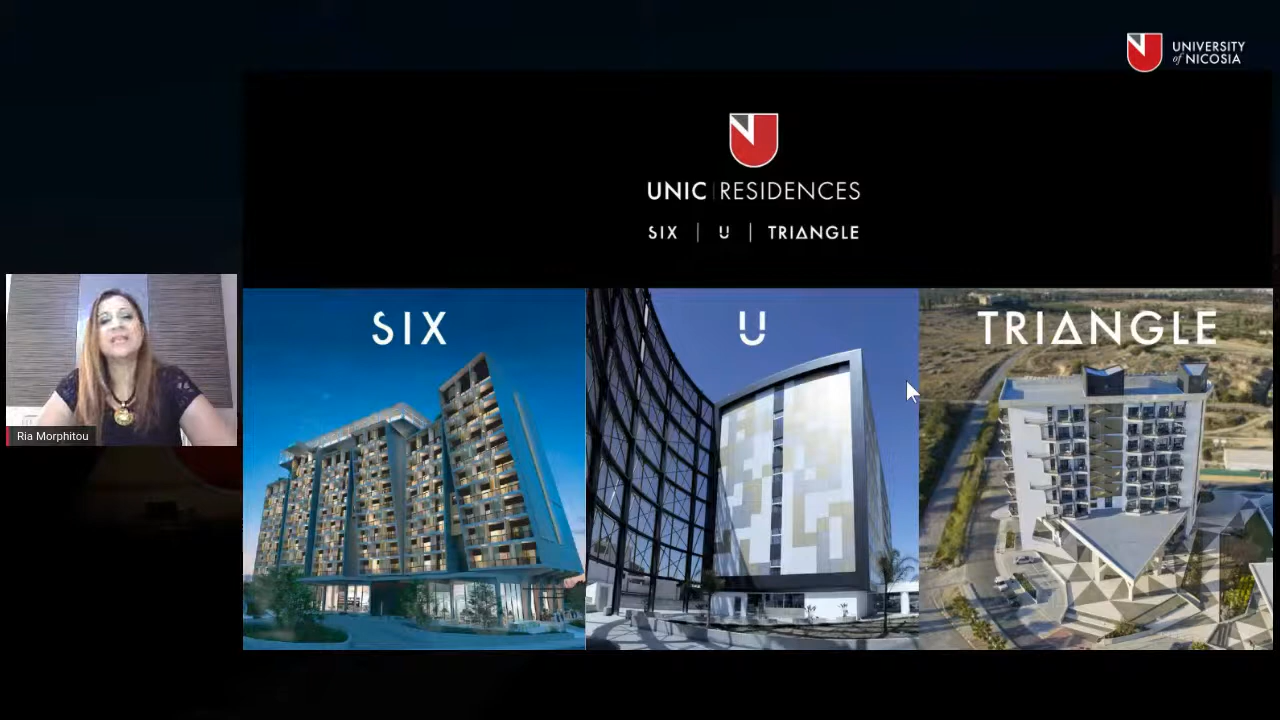 UNIVERSITY
of NICOSIA
UNIC | RESIDENCES
SIX | U | TRIANGLE
SIX
U
TRIANGLE
Ria Morphitou